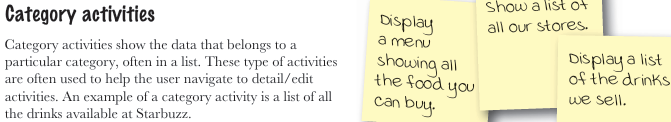 Category activities
Category activities show the data that belongs to a
particular category, often in a list. These type of activities
are often used to help the user navigate to detail/edit
activities. An example of a category activity is a list of all
the drinks available at Starbuzz.
Display
a menu
showing all
the food you
can buy.
show a list of
all our stores.
Display a list
of the drinks
we sell.